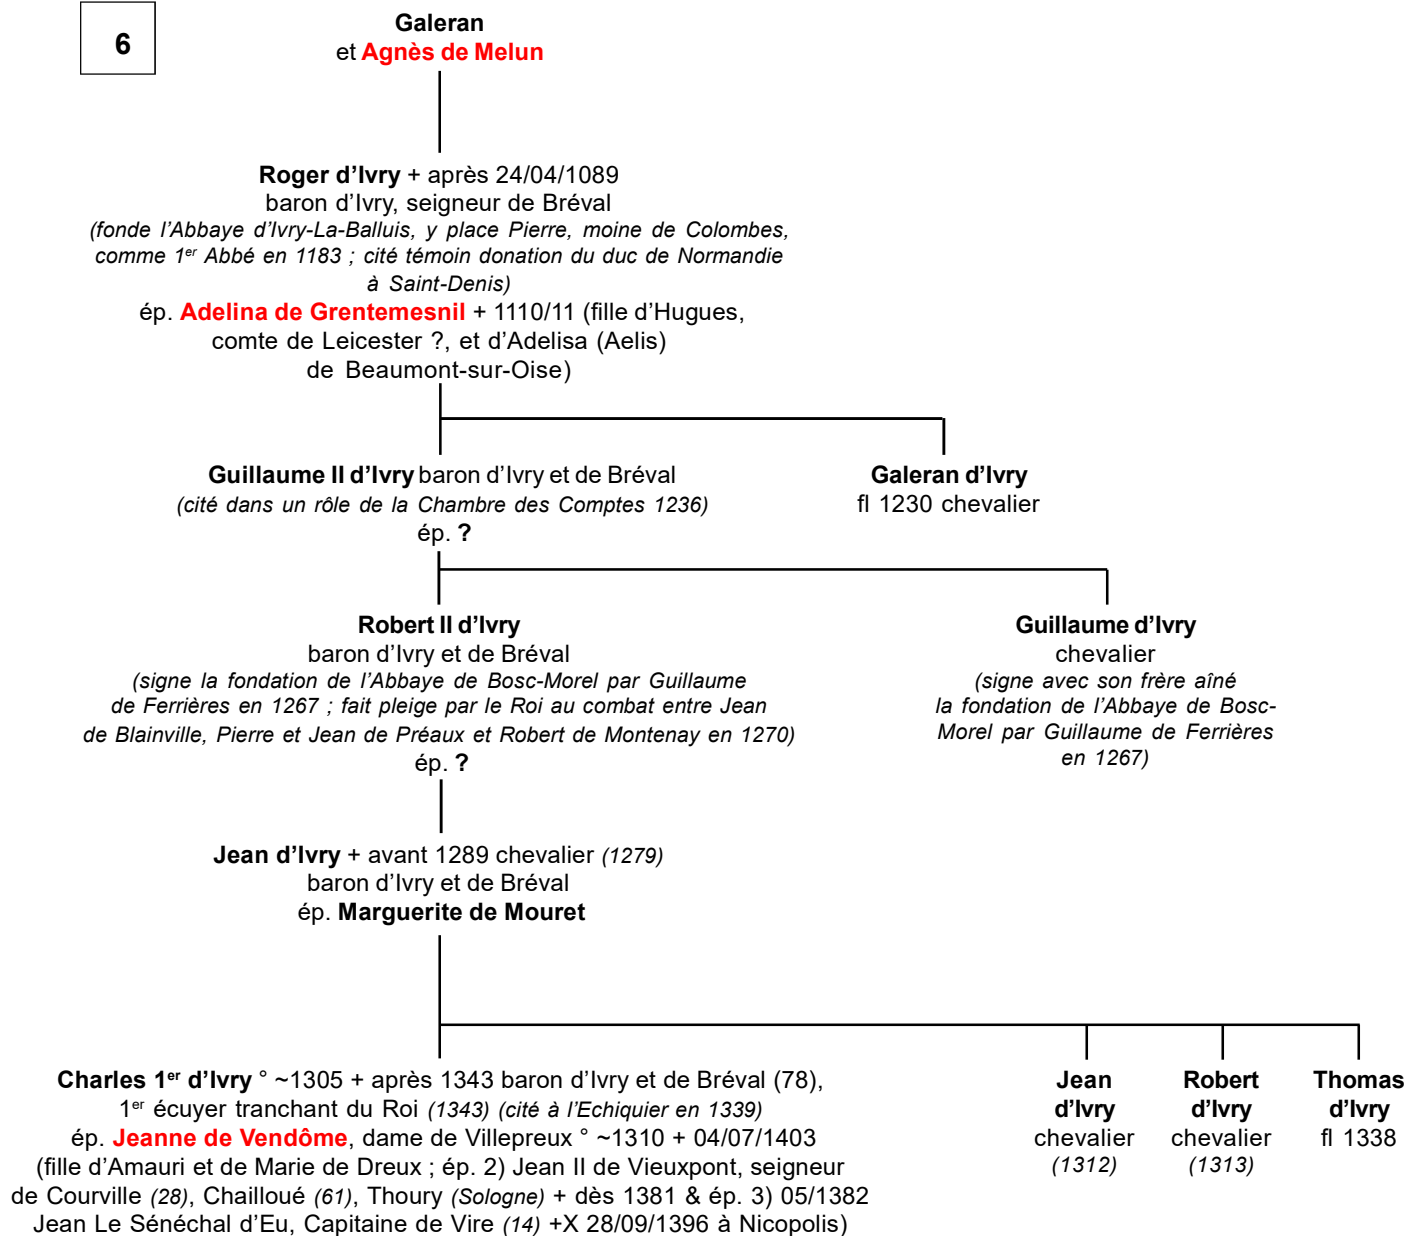 6
Galeran
et Agnès de Melun
Roger d'Ivry + après 24/04/1089
baron d'Ivry, seigneur de Bréval
(fonde l'Abbaye d'Ivry-La-Balluis, y place Pierre, moine de Colombes,
comme 1er Abbé en 1183 ; cité témoin donation du duc de Normandie
à Saint-Denis)
ép. Adelina de Grentemesnil + 1110/11 (fille d'Hugues,
comte de Leicester ?, et d'Adelisa (Aelis)
de Beaumont-sur-Oise)
Guillaume II d'Ivry baron d'Ivry et de Bréval
(cité dans un rôle de la Chambre des Comptes 1236)
ép. ?
Galeran d'Ivry
fl 1230 chevalier
Robert II d'Ivry
baron d'Ivry et de Bréval
(signe la fondation de l'Abbaye de Bosc-Morel par Guillaume
de Ferrières en 1267 ; fait pleige par le Roi au combat entre Jean
de Blainville, Pierre et Jean de Préaux et Robert de Montenay en 1270)
ép. ?
Guillaume d'Ivry
chevalier
(signe avec son frère aîné
la fondation de l'Abbaye de Bosc-
Morel par Guillaume de Ferrières
en 1267)
Jean d'Ivry + avant 1289 chevalier (1279)
baron d'Ivry et de Bréval
ép. Marguerite de Mouret
Charles 1er d'Ivry ° ~1305 + après 1343 baron d'Ivry et de Bréval (78),
1er écuyer tranchant du Roi (1343) (cité à l'Echiquier en 1339)
ép. Jeanne de Vendôme, dame de Villepreux ° ~1310 + 04/07/1403
(fille d'Amauri et de Marie de Dreux ; ép. 2) Jean II de Vieuxpont, seigneur
de Courville (28), Chailloué (61), Thoury (Sologne) + dès 1381 & ép. 3) 05/1382
Jean Le Sénéchal d'Eu, Capitaine de Vire (14) +X 28/09/1396 à Nicopolis)
Jean
d'Ivry
chevalier
(1312)
Robert
d'Ivry
chevalier
(1313)
Thomas
d'Ivry
fl 1338